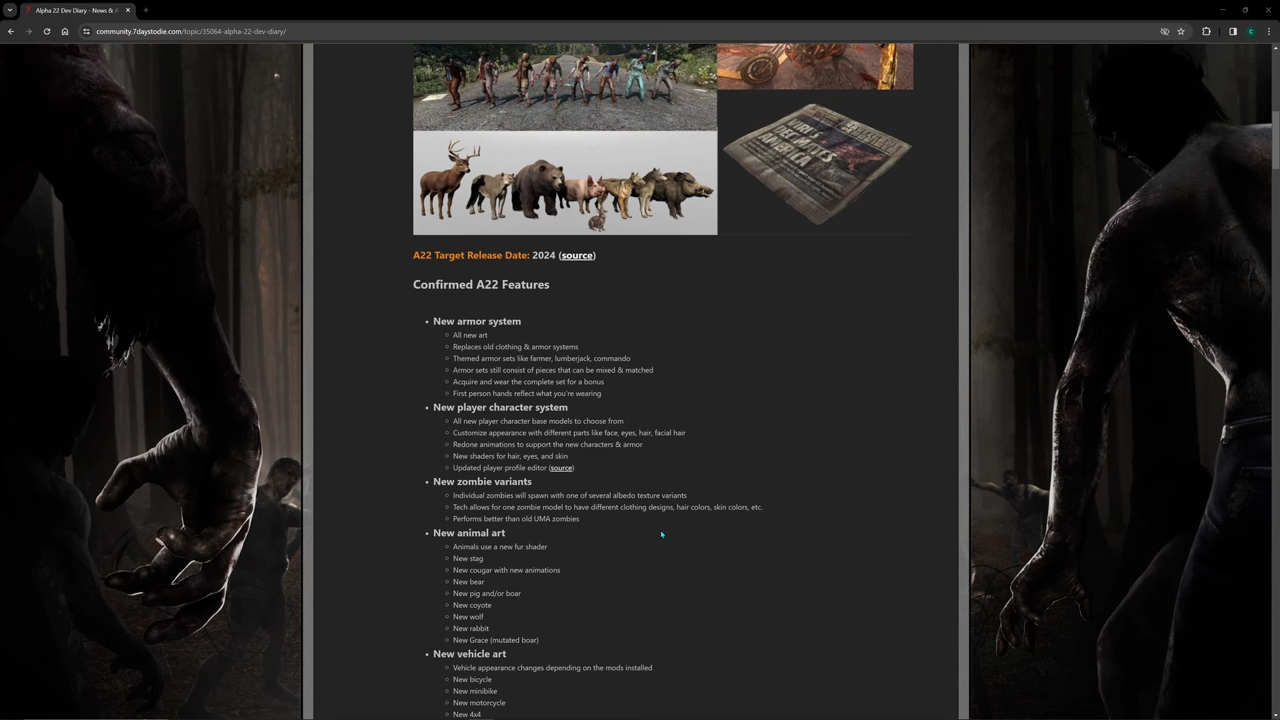 Alpha 22 Dev Diary - News & A
community.7daystodie.com/topic/35064-alpha-22-dev-diary/
C
AMERICA
A22 Target Release Date: 2024 (source)
Confirmed A22 Features
New armor system
All new art
Replaces old clothing & armor systems
Themed armor sets like farmer, lumberjack, commando
Armor sets still consist of pieces that can be mixed & matched
Acquire and wear the complete set for a bonus
First person hands reflect what you're wearing
New player character system
All new player character base models to choose from
Customize appearance with different parts like face, eyes, hair, facial hair
Redone animations to support the new characters & armor
New shaders for hair, eyes, and skin
Updated player profile editor (source)
New zombie variants
Individual zombies will spawn with one of several albedo texture variants
Tech allows for one zombie model to have different clothing designs, hair colors, skin colors, etc.
Performs better than old UMA zombies
New animal art
Animals use a new fur shader
New stag
New cougar with new animations
New bear
New pig and/or boar
New coyote
New wolf
New rabbit
New Grace (mutated boar)
New vehicle art
Vehicle appearance changes depending on the mods installed
New bicycle
New minibike
New motorcycle
New 4x4